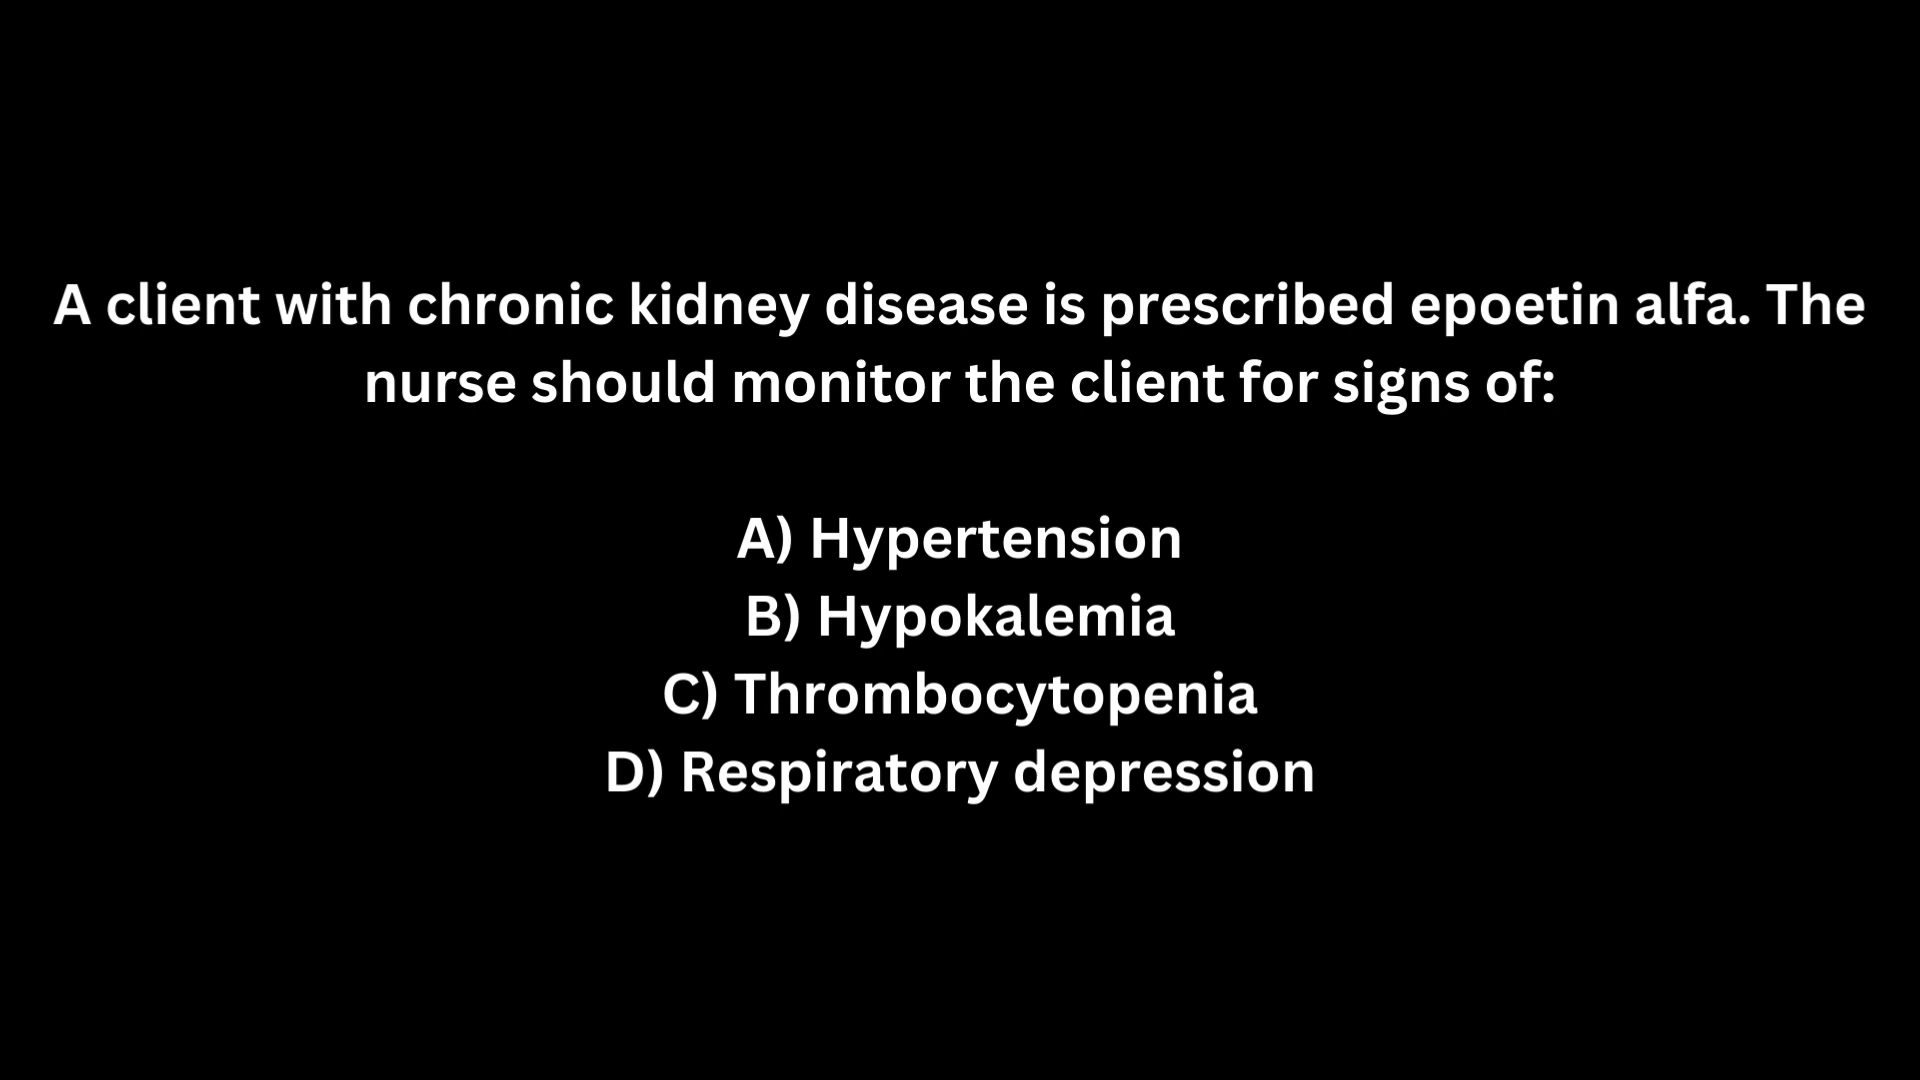 A client with chronic kidney disease is prescribed epoetin alfa. The
nurse should monitor the client for signs of:
A) Hypertension
B) Hypokalemia
C) Thrombocytopenia
D) Respiratory depression